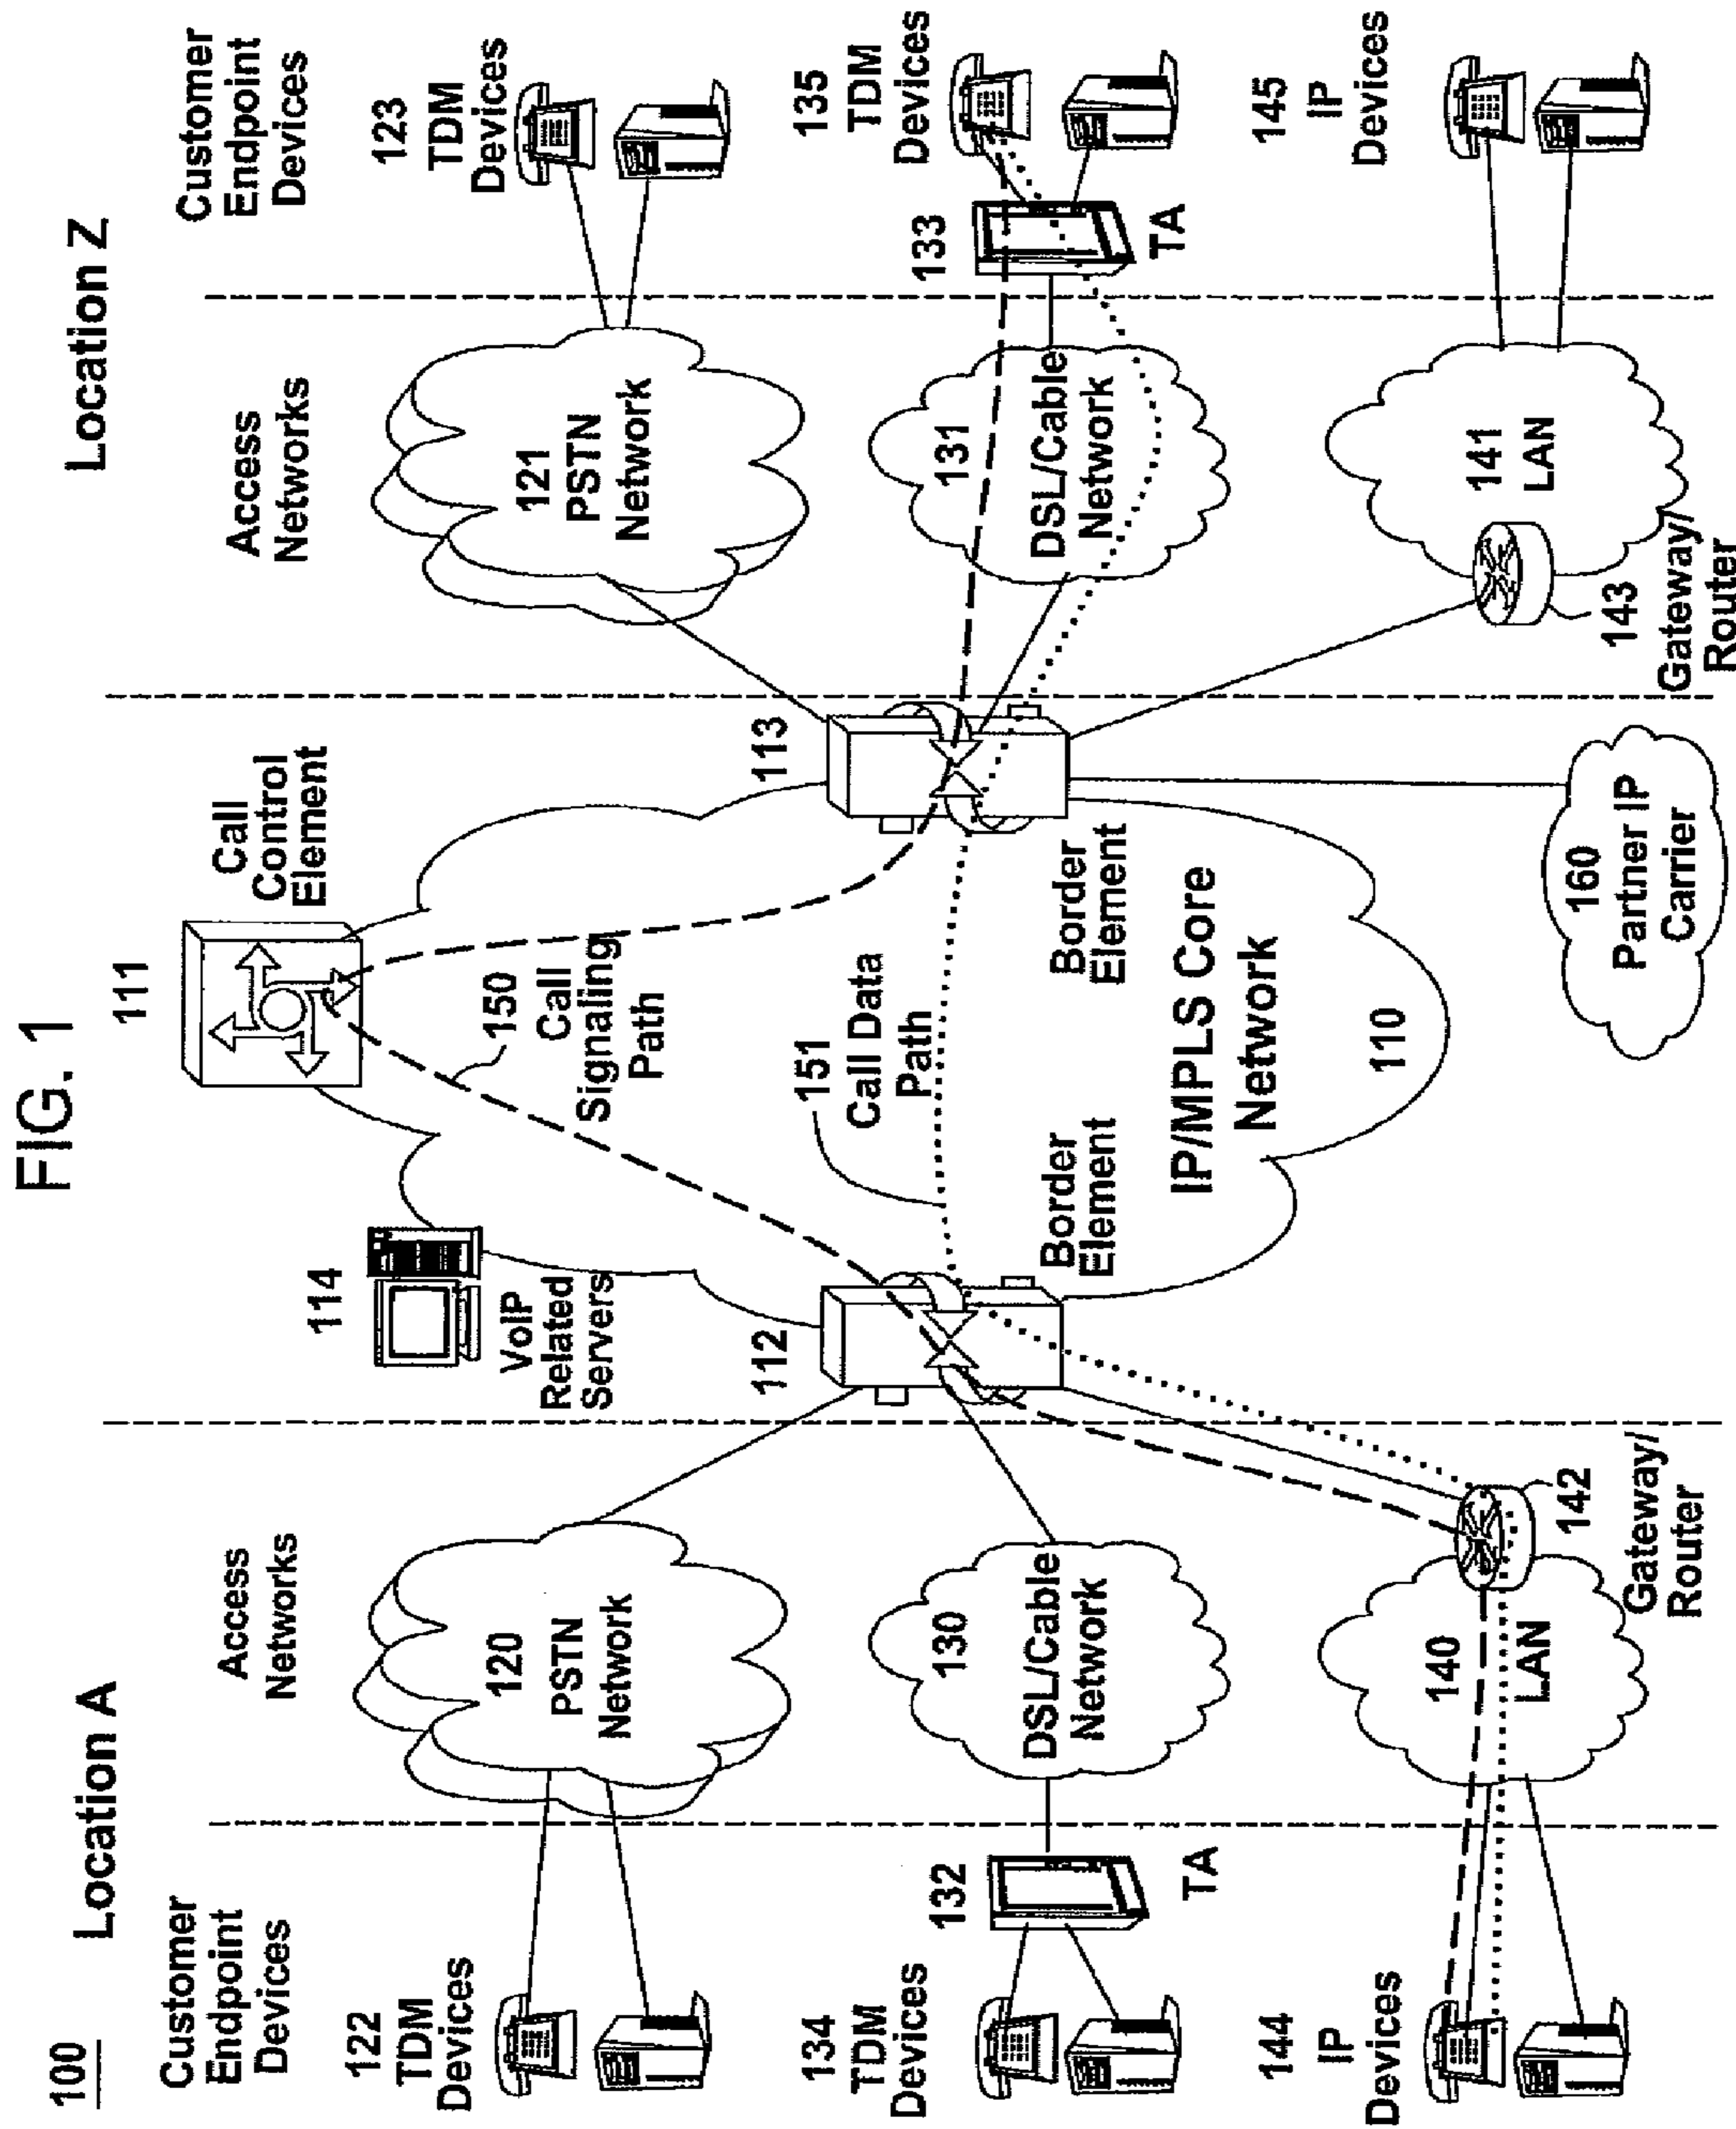 FIG. 1
100
Location A
Location Z
Customer
Endpoint
Devices
Access
Networks
111
Call
Control
Element
Access
Networks
Customer
Endpoint
Devices
114
VoIP
Related
Servers
122
TDM
Devices
120
PSTN
Network
112
150
Call
Signaling
Path
113
121
PSTN
Network
123
TDM
Devices
151
Call Data
Path
134
TDM
Devices
132
TA
130
DSL/Cable
Network
Border
Element
Border
Element
131
DSL/Cable
Network
133
TA
135
TDM
Devices
IP/MPLS Core
Network
110
144
IP
Devices
140
LAN
142
Gateway/
Router
160
Partner IP
Carrier
143
Gateway/
Router
141
LAN
145
IP
Devices